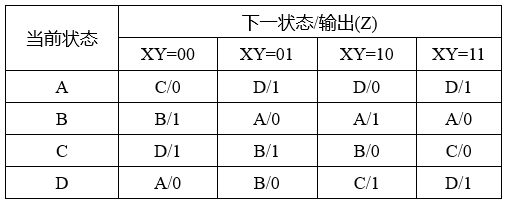 当前状态 下一状态/输出(Z)
XY=00 XY=01 XY=10 XY=11
A C/0 D/1 D/0 D/1
B B/1 A/0 A/1 A/0
C D/1 B/1 B/0 C/0
D A/0 B/0 C/1 D/1